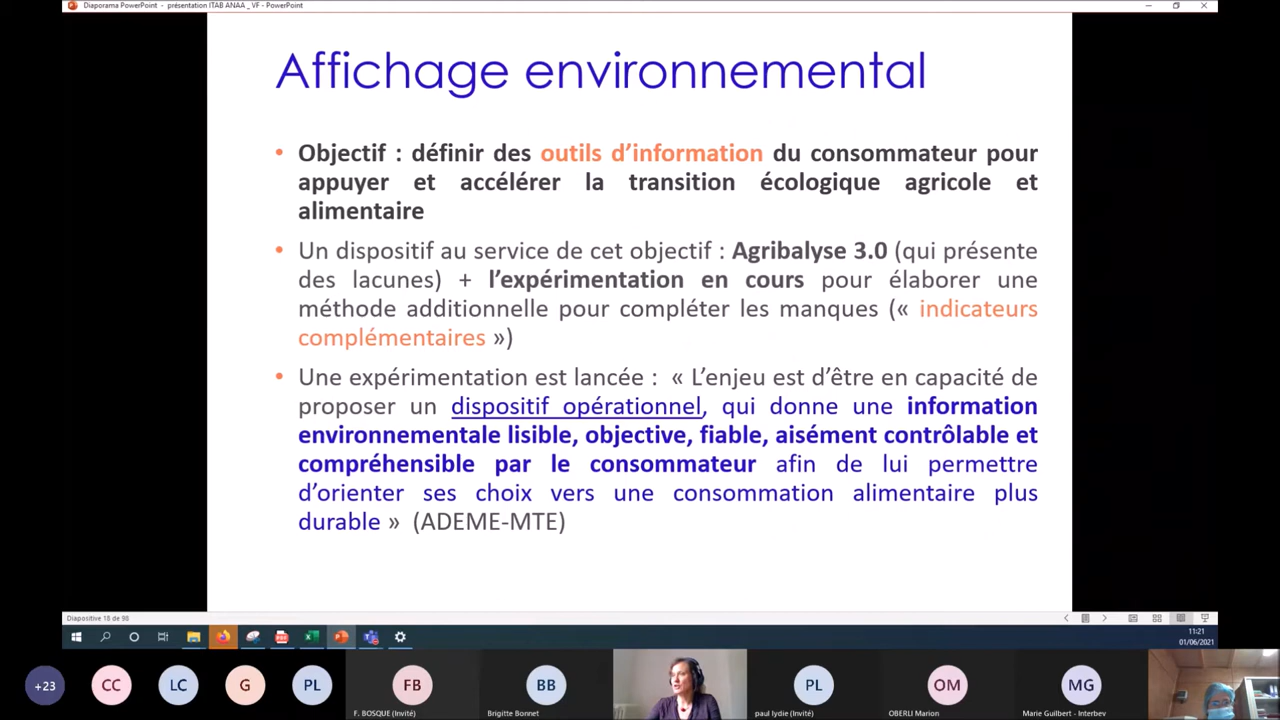 Diaporama PowerPoint - présentation ITAB ANAA _ VF - PowerPoint
Affichage environnemental
• Objectif : définir des outils d’information du consommateur pour
appuyer et accélérer la transition écologique agricole et
alimentaire
• Un dispositif au service de cet objectif : Agribalyse 3.0 (qui présente
des lacunes) + l’expérimentation en cours pour élaborer une
méthode additionnelle pour compléter les manques (« indicateurs
complémentaires »)
• Une expérimentation est lancée : « L’enjeu est d’être en capacité de
proposer un dispositif opérationnel, qui donne une information
environnementale lisible, objective, fiable, aisément contrôlable et
compréhensible par le consommateur afin de lui permettre
d’orienter ses choix vers une consommation alimentaire plus
durable » (ADEME-MTE)
Diapositive 18 de 98
11:21
01/06/2021
+23 CC LC G PL FB BB PL OM MG
F. BOSQUE (Invité) Brigitte Bonnet paul lydie (Invité) OBERLI Marion Marie Guilbert - Interbev